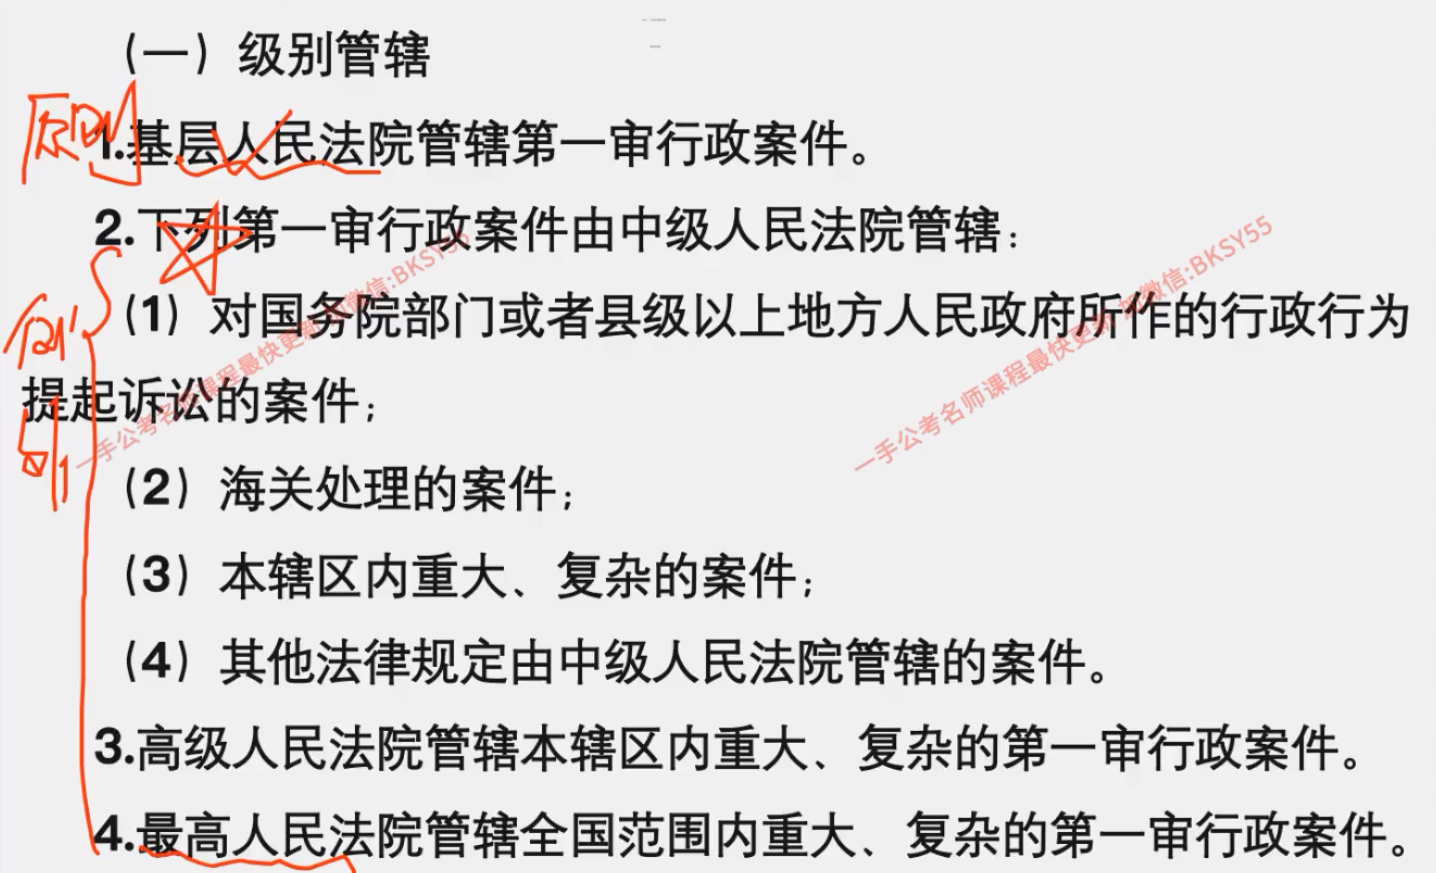 （一）级别管辖
原则
1.基层人民法院管辖第一审行政案件。
2.下列第一审行政案件由中级人民法院管辖：
（1）对国务院部门或者县级以上地方人民政府所作的行政行为
提起诉讼的案件；
（2）海关处理的案件；
（3）本辖区内重大、复杂的案件；
（4）其他法律规定由中级人民法院管辖的案件。
3.高级人民法院管辖本辖区内重大、复杂的第一审行政案件。
4.最高人民法院管辖全国范围内重大、复杂的第一审行政案件。
一手公考名师课程最快更新 加微信:BKSY55
一手公考名师课程最快更新 加微信:BKSY55